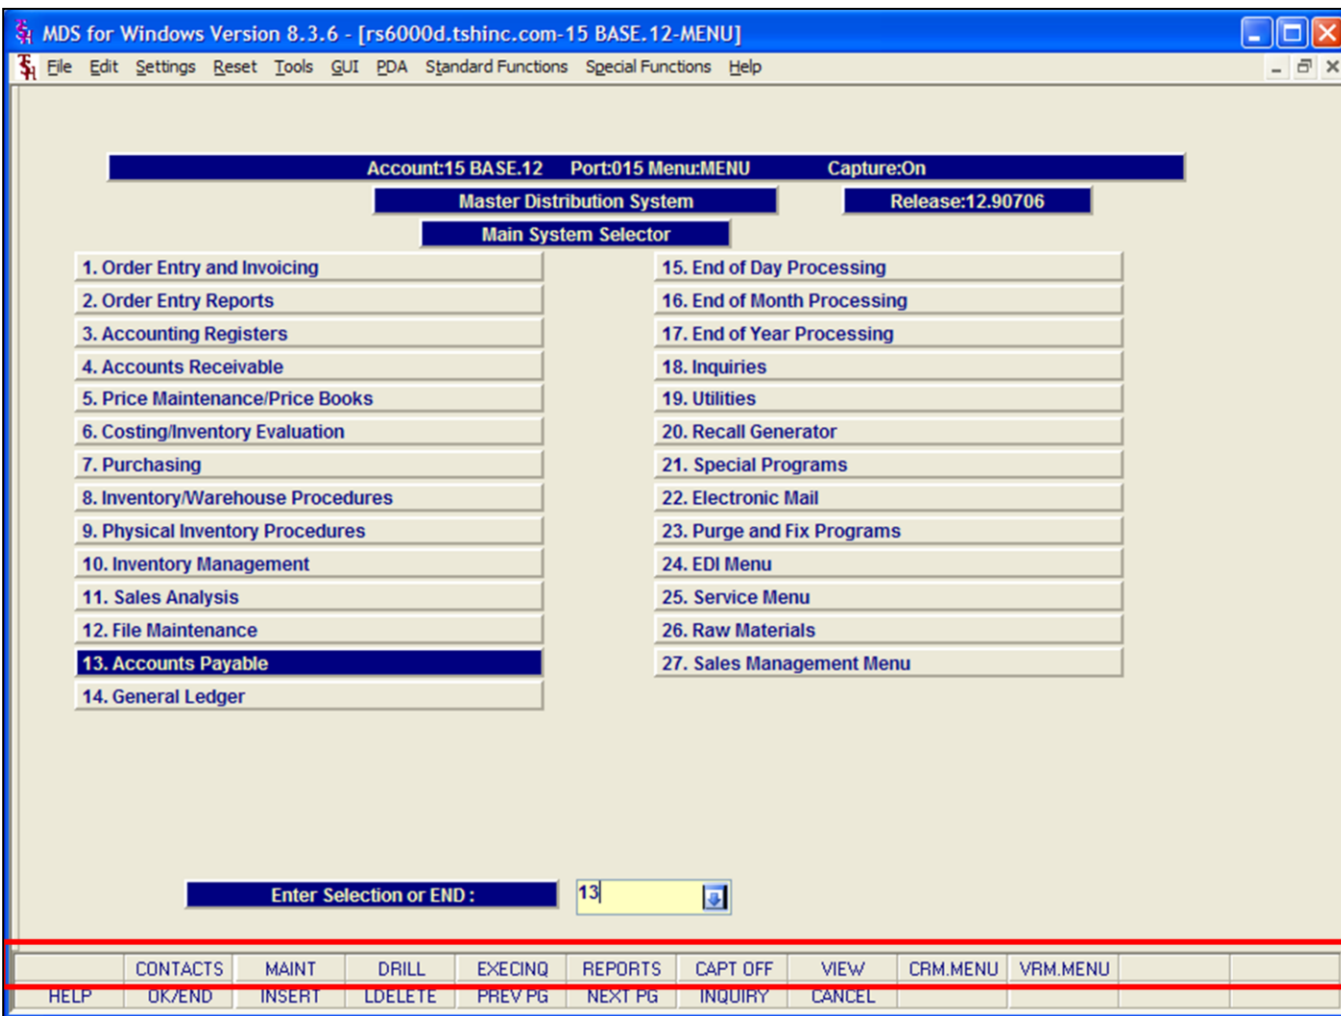 MDS for Windows Version 8.3.6 - [rs6000d.tshinc.com-15 BASE.12-MENU]
File Edit Settings Reset Tools GUI PDA Standard Functions Special Functions Help
Account:15 BASE.12 Port:015 Menu:MENU Capture:On
Master Distribution System Release:12.90706
Main System Selector
1. Order Entry and Invoicing 15. End of Day Processing
2. Order Entry Reports 16. End of Month Processing
3. Accounting Registers 17. End of Year Processing
4. Accounts Receivable 18. Inquiries
5. Price Maintenance/Price Books 19. Utilities
6. Costing/Inventory Evaluation 20. Recall Generator
7. Purchasing 21. Special Programs
8. Inventory/Warehouse Procedures 22. Electronic Mail
9. Physical Inventory Procedures 23. Purge and Fix Programs
10. Inventory Management 24. EDI Menu
11. Sales Analysis 25. Service Menu
12. File Maintenance 26. Raw Materials
13. Accounts Payable 27. Sales Management Menu
14. General Ledger
Enter Selection or END : 13
CONTACTS MAINT DRILL EXECINQ REPORTS CAPT OFF VIEW CRM.MENU VRM.MENU
HELP OK/END INSERT LDELETE PREV PG NEXT PG INQUIRY CANCEL